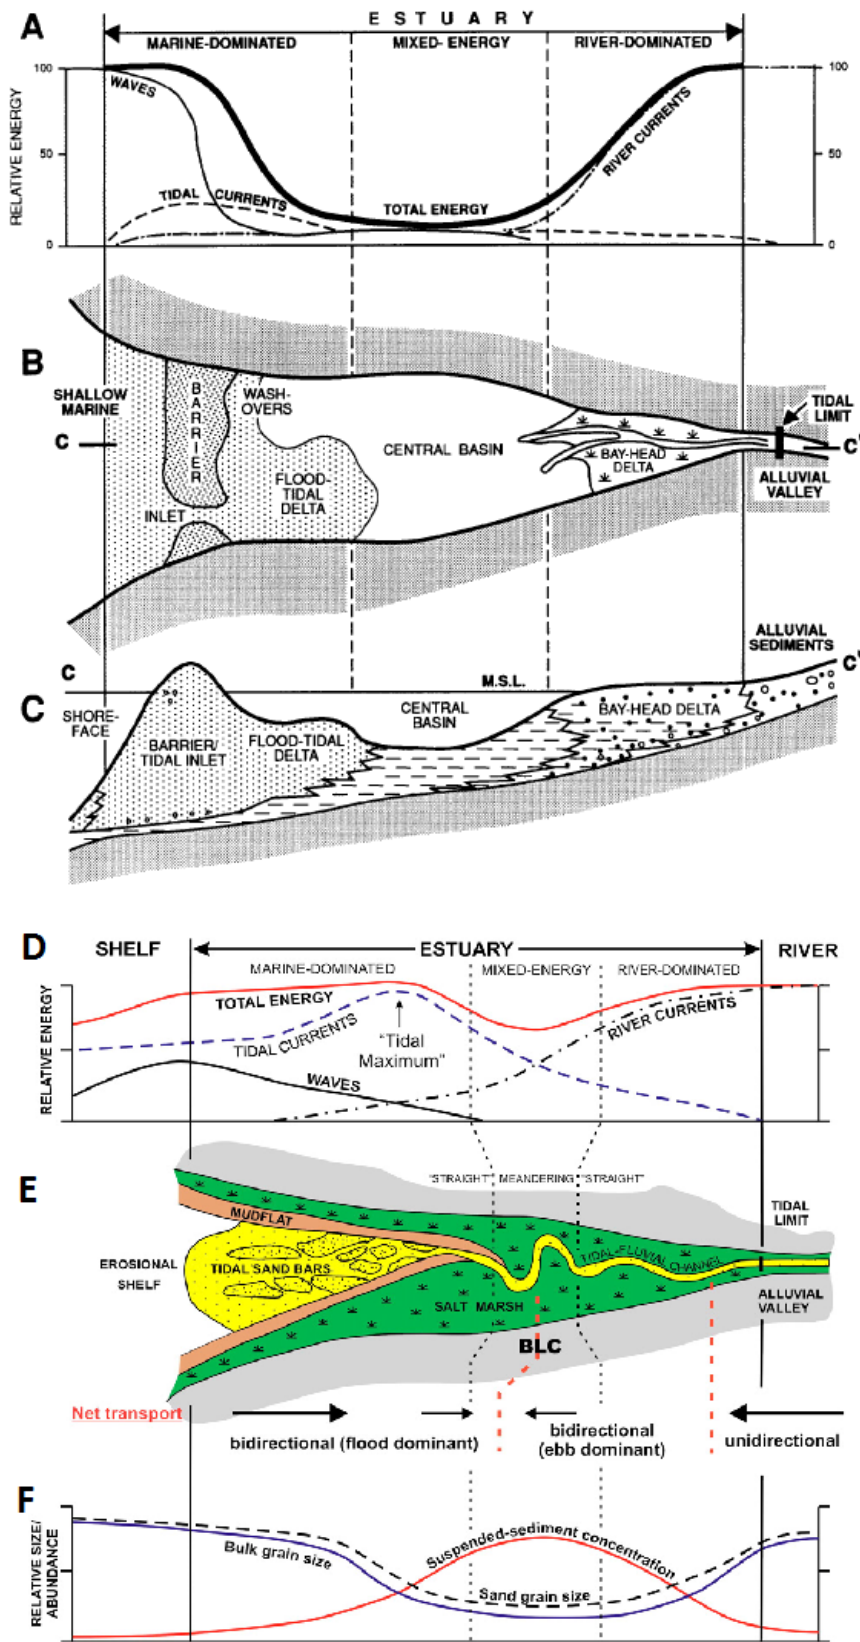 A
ESTUARY
MARINE-DOMINATED
MIXED-ENERGY
RIVER-DOMINATED
100
100
WAVES
RELATIVE ENERGY
50
50
RIVER CURRENTS
TIDAL CURRENTS
TOTAL ENERGY
0
0
B
SHALLOW
MARINE
BARRIER
WASH-
OVERS
TIDAL
LIMIT
C
CENTRAL BASIN
C'
BAY-HEAD
DELTA
FLOOD-
TIDAL
DELTA
ALLUVIAL
VALLEY
INLET
ALLUVIAL
SEDIMENTS
C
C'
M.S.L.
C
SHORE-
FACE
CENTRAL
BASIN
BAY-HEAD DELTA
BARRIER/
TIDAL INLET
FLOOD-TIDAL
DELTA
D
SHELF
ESTUARY
RIVER
MARINE-DOMINATED
MIXED-ENERGY
RIVER-DOMINATED
RELATIVE ENERGY
TOTAL ENERGY
TIDAL CURRENTS
"Tidal
Maximum"
RIVER CURRENTS
WAVES
E
"STRAIGHT"
MEANDERING
"STRAIGHT"
MUDFLAT
TIDAL
LIMIT
EROSIONAL
SHELF
TIDAL SAND BARS
TIDAL-FLUVIAL
CHANNEL
SALT MARSH
ALLUVIAL
VALLEY
BLC
Net transport
bidirectional (flood dominant)
bidirectional
(ebb dominant)
unidirectional
F
RELATIVE SIZE/
ABUNDANCE
Bulk grain size
Suspended-sediment concentration
Sand grain size